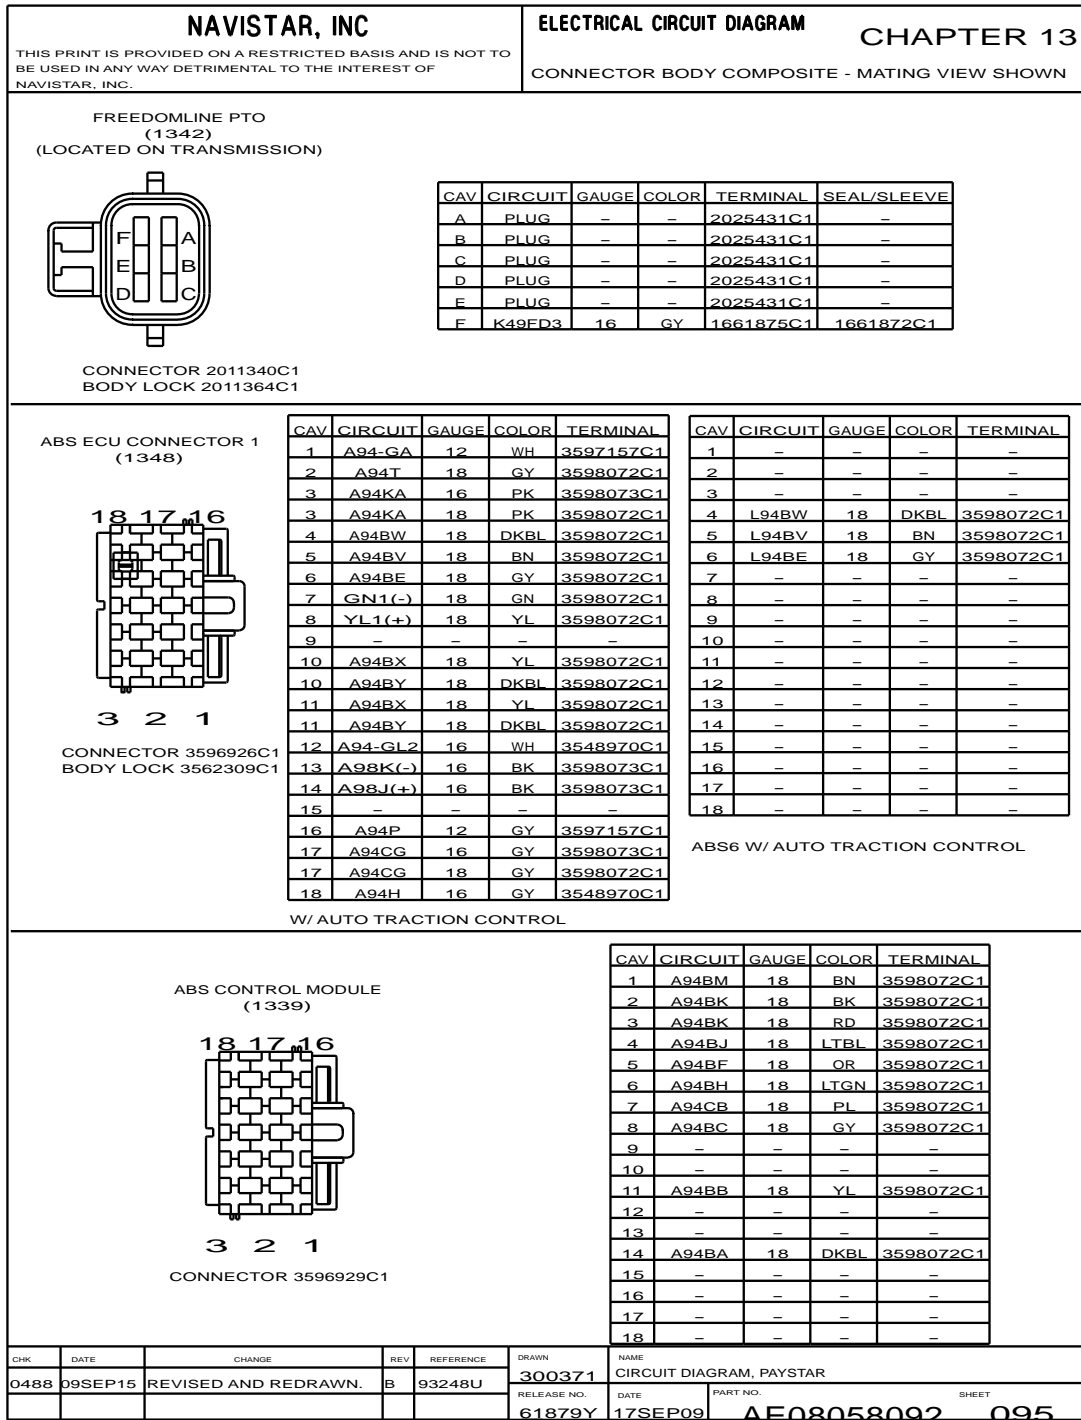 NAVISTAR, INC
THIS PRINT IS PROVIDED ON A RESTRICTED BASIS AND IS NOT TO
BE USED IN ANY WAY DETRIMENTAL TO THE INTEREST OF
NAVISTAR, INC.
ELECTRICAL CIRCUIT DIAGRAM
CHAPTER 13
CONNECTOR BODY COMPOSITE - MATING VIEW SHOWN
FREEDOMLINE PTO
(1342)
(LOCATED ON TRANSMISSION)
F A
E B
D C
CONNECTOR 2011340C1
BODY LOCK 2011364C1
CAV CIRCUIT GAUGE COLOR TERMINAL SEAL/SLEEVE
A PLUG – – 2025431C1 –
B PLUG – – 2025431C1 –
C PLUG – – 2025431C1 –
D PLUG – – 2025431C1 –
E PLUG – – 2025431C1 –
F K49FD3 16 GY 1661875C1 1661872C1
ABS ECU CONNECTOR 1
(1348)
18 17 16
3 2 1
CONNECTOR 3596926C1
BODY LOCK 3562309C1
CAV CIRCUIT GAUGE COLOR TERMINAL
1 A94-GA 12 WH 3597157C1
2 A94T 18 GY 3598072C1
3 A94KA 16 PK 3598073C1
3 A94KA 18 PK 3598072C1
4 A94BW 18 DKBL 3598072C1
5 A94BV 18 BN 3598072C1
6 A94BE 18 GY 3598072C1
7 GN1(-) 18 GN 3598072C1
8 YL1(+) 18 YL 3598072C1
9 – – – –
10 A94BX 18 YL 3598072C1
10 A94BY 18 DKBL 3598072C1
11 A94BX 18 YL 3598072C1
11 A94BY 18 DKBL 3598072C1
12 A94-GL2 16 WH 3548970C1
13 A98K(-) 16 BK 3598073C1
14 A98J(+) 16 BK 3598073C1
15 – – – –
16 A94P 12 GY 3597157C1
17 A94CG 16 GY 3598073C1
17 A94CG 18 GY 3598072C1
18 A94H 16 GY 3548970C1
W/ AUTO TRACTION CONTROL
CAV CIRCUIT GAUGE COLOR TERMINAL
1 – – – –
2 – – – –
3 – – – –
4 L94BW 18 DKBL 3598072C1
5 L94BV 18 BN 3598072C1
6 L94BE 18 GY 3598072C1
7 – – – –
8 – – – –
9 – – – –
10 – – – –
11 – – – –
12 – – – –
13 – – – –
14 – – – –
15 – – – –
16 – – – –
17 – – – –
18 – – – –
ABS6 W/ AUTO TRACTION CONTROL
ABS CONTROL MODULE
(1339)
18 17 16
3 2 1
CONNECTOR 3596929C1
CAV CIRCUIT GAUGE COLOR TERMINAL
1 A94BM 18 BN 3598072C1
2 A94BK 18 BK 3598072C1
3 A94BK 18 RD 3598072C1
4 A94BJ 18 LTBL 3598072C1
5 A94BF 18 OR 3598072C1
6 A94BH 18 LTGN 3598072C1
7 A94CB 18 PL 3598072C1
8 A94BC 18 GY 3598072C1
9 – – – –
10 – – – –
11 A94BB 18 YL 3598072C1
12 – – – –
13 – – – –
14 A94BA 18 DKBL 3598072C1
15 – – – –
16 – – – –
17 – – – –
18 – – – –
CHK DATE CHANGE REV REFERENCE
0488 09SEP15 REVISED AND REDRAWN. B 93248U
DRAWN
300371
NAME
CIRCUIT DIAGRAM, PAYSTAR
RELEASE NO.
61879Y
DATE
17SEP09
PART NO.
AE08058092
SHEET
095